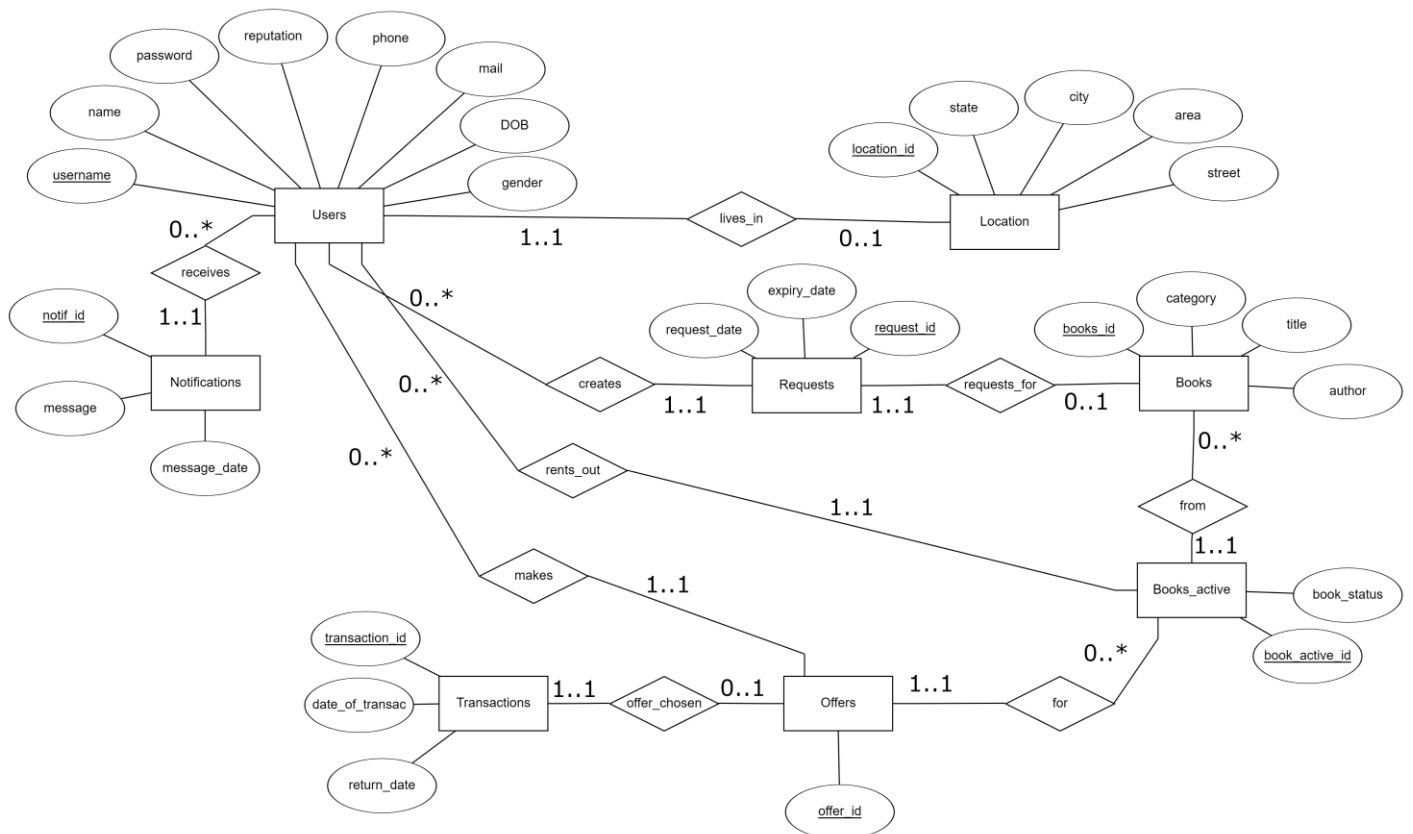 reputation
phone
password
mail
name
DOB
username
gender
Users
city
state
area
location_id
street
lives_in
Location
1..1
0..1
0..*
receives
1..1
notif_id
Notifications
message
message_date
0..*
expiry_date
request_date
request_id
creates
Requests
1..1
1..1
requests_for
0..1
category
books_id
title
Books
author
0..*
0..*
rents_out
1..1
from
1..1
Books_active
book_status
book_active_id
0..*
makes
1..1
transaction_id
date_of_transac
Transactions
1..1
offer_chosen
0..1
Offers
1..1
for
0..*
return_date
offer_id